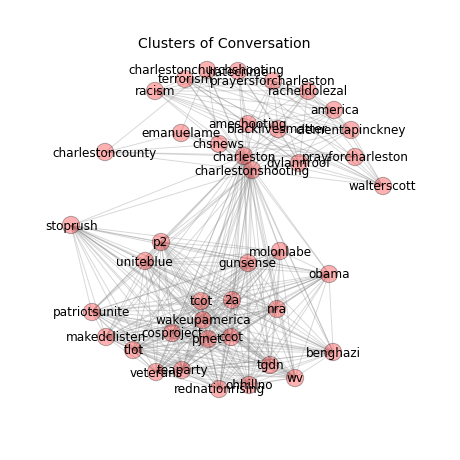 Clusters of Conversation
charlestonchurchshooting
hatecrime
terrorism
prayersforcharleston
racism
racheldolezal
america
ameshooting
blacklivesmatter
clementapinckney
emanuelame
chsnews
charlestoncounty
charleston
prayforcharleston
dylannroof
charlestonshooting
walterscott
stoprush
p2
molonlabe
uniteblue
gunsense
obama
tcot
2a
nra
patriotsunite
wakeupamerica
makedclisten
cosproject
pjnet
ccot
tlot
benghazi
tgdn
veterans
teaparty
wv
rednationrising
ohhillno